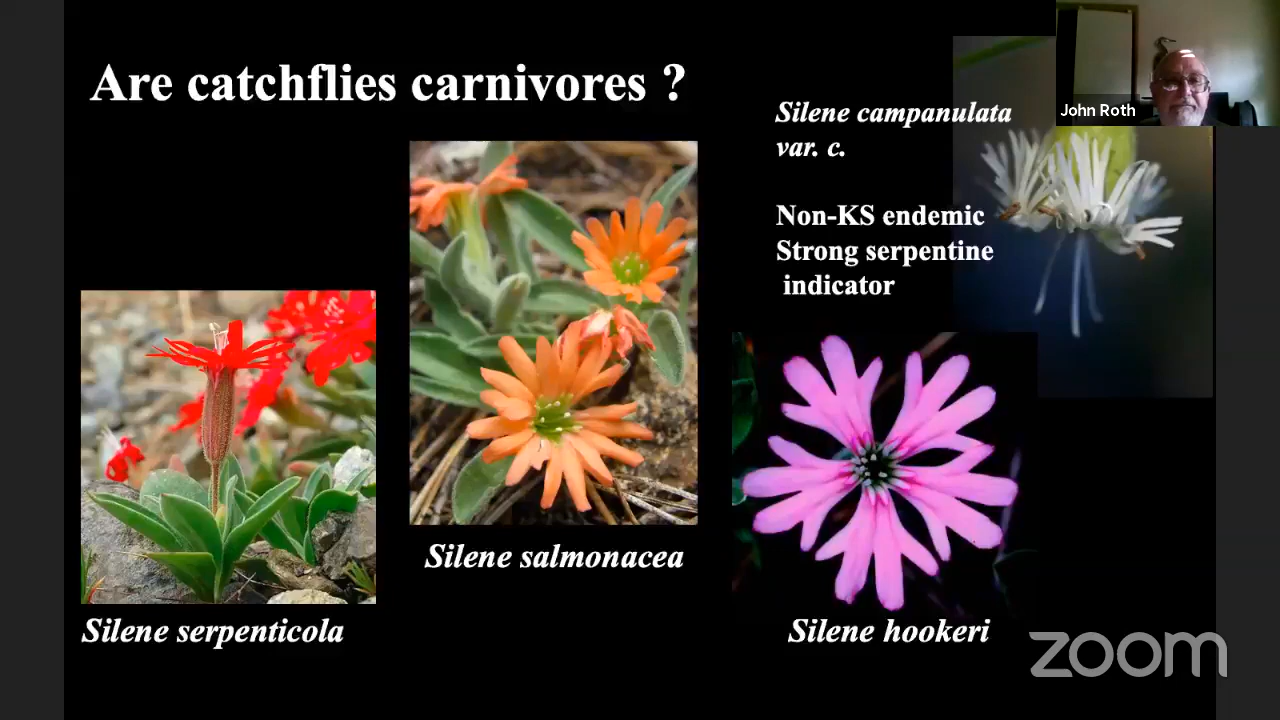 Are catchflies carnivores ?
Silene campanulata
var. c.
Non-KS endemic
Strong serpentine
indicator
John Roth
Silene salmonacea
Silene serpenticola
Silene hookeri
zoom